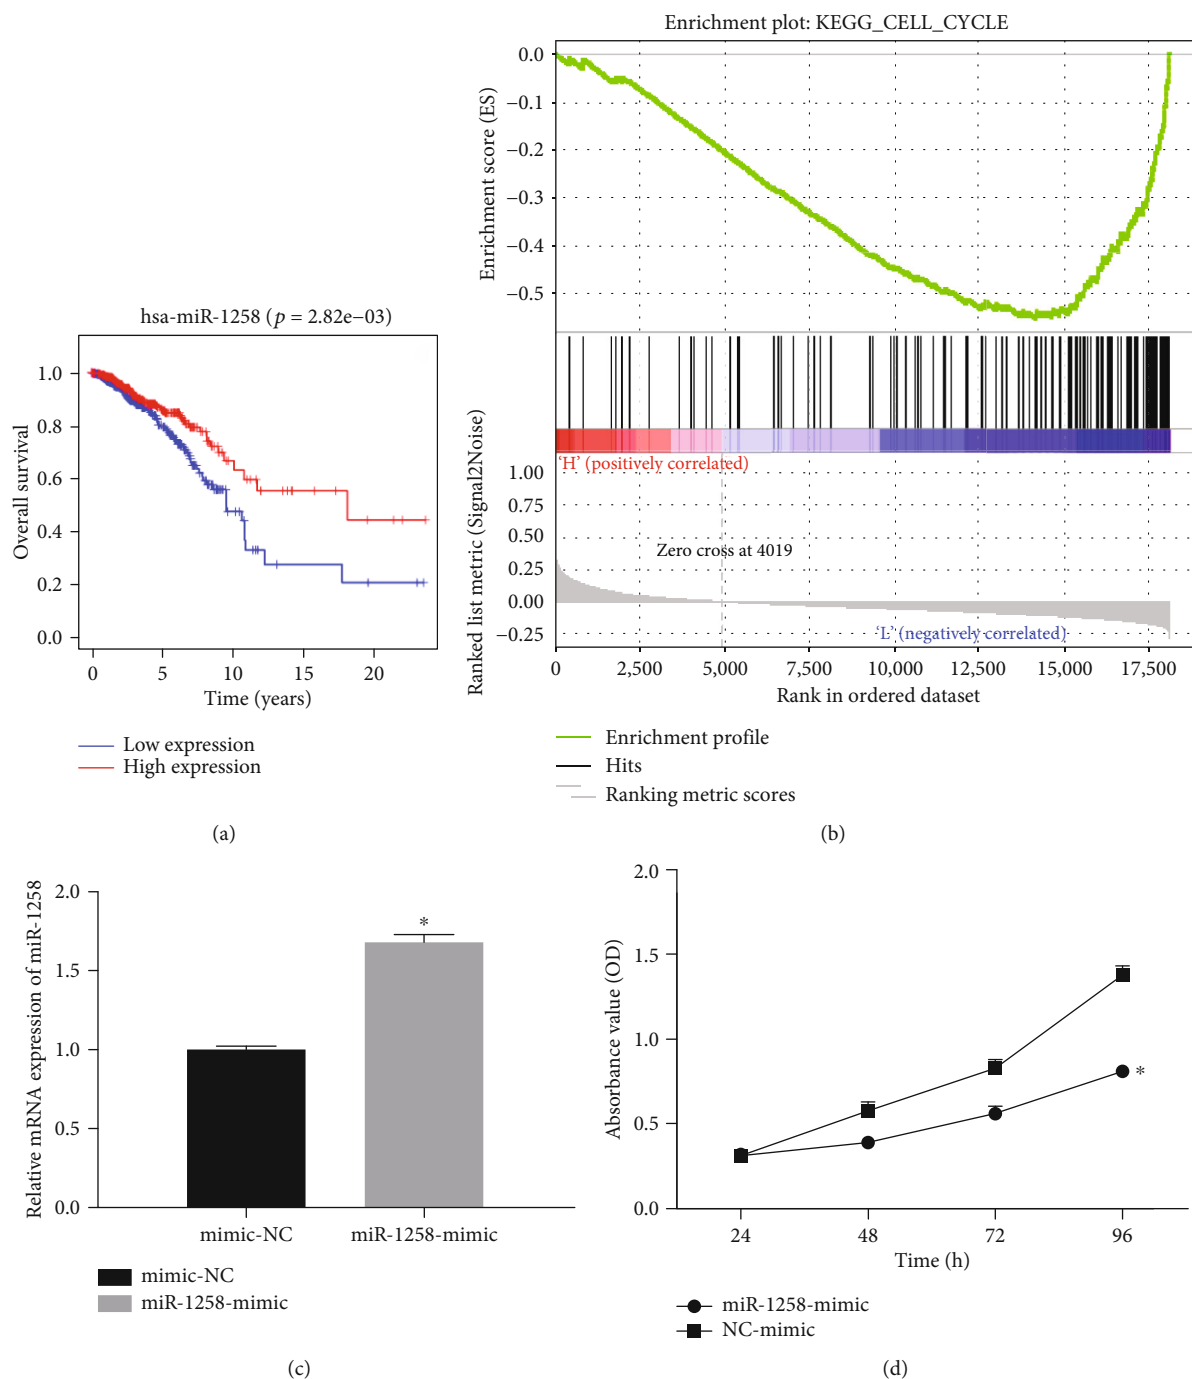 hsa-miR-1258 (p = 2.82e−03)
Overall survival
1.0
0.8
0.6
0.4
0.2
0.0
0
5
10
15
20
Time (years)
Low expression
High expression
(a)
Enrichment plot: KEGG_CELL_CYCLE
Enrichment score (ES)
0.0
−0.1
−0.2
−0.3
−0.4
−0.5
Ranked list metric (Signal2Noise)
'H' (positively correlated)
1.00
0.75
0.50
0.25
0.00
−0.25
Zero cross at 4019
'L' (negatively correlated)
0
2,500
5,000
7,500
10,000
12,500
15,000
17,500
Rank in ordered dataset
Enrichment profile
Hits
Ranking metric scores
(b)
Relative mRNA expression of miR-1258
2.0
1.5
1.0
0.5
0.0
*
mimic-NC
miR-1258-mimic
mimic-NC
miR-1258-mimic
(c)
Absorbance value (OD)
2.0
1.5
1.0
0.5
0.0
*
24
48
72
96
Time (h)
miR-1258-mimic
NC-mimic
(d)